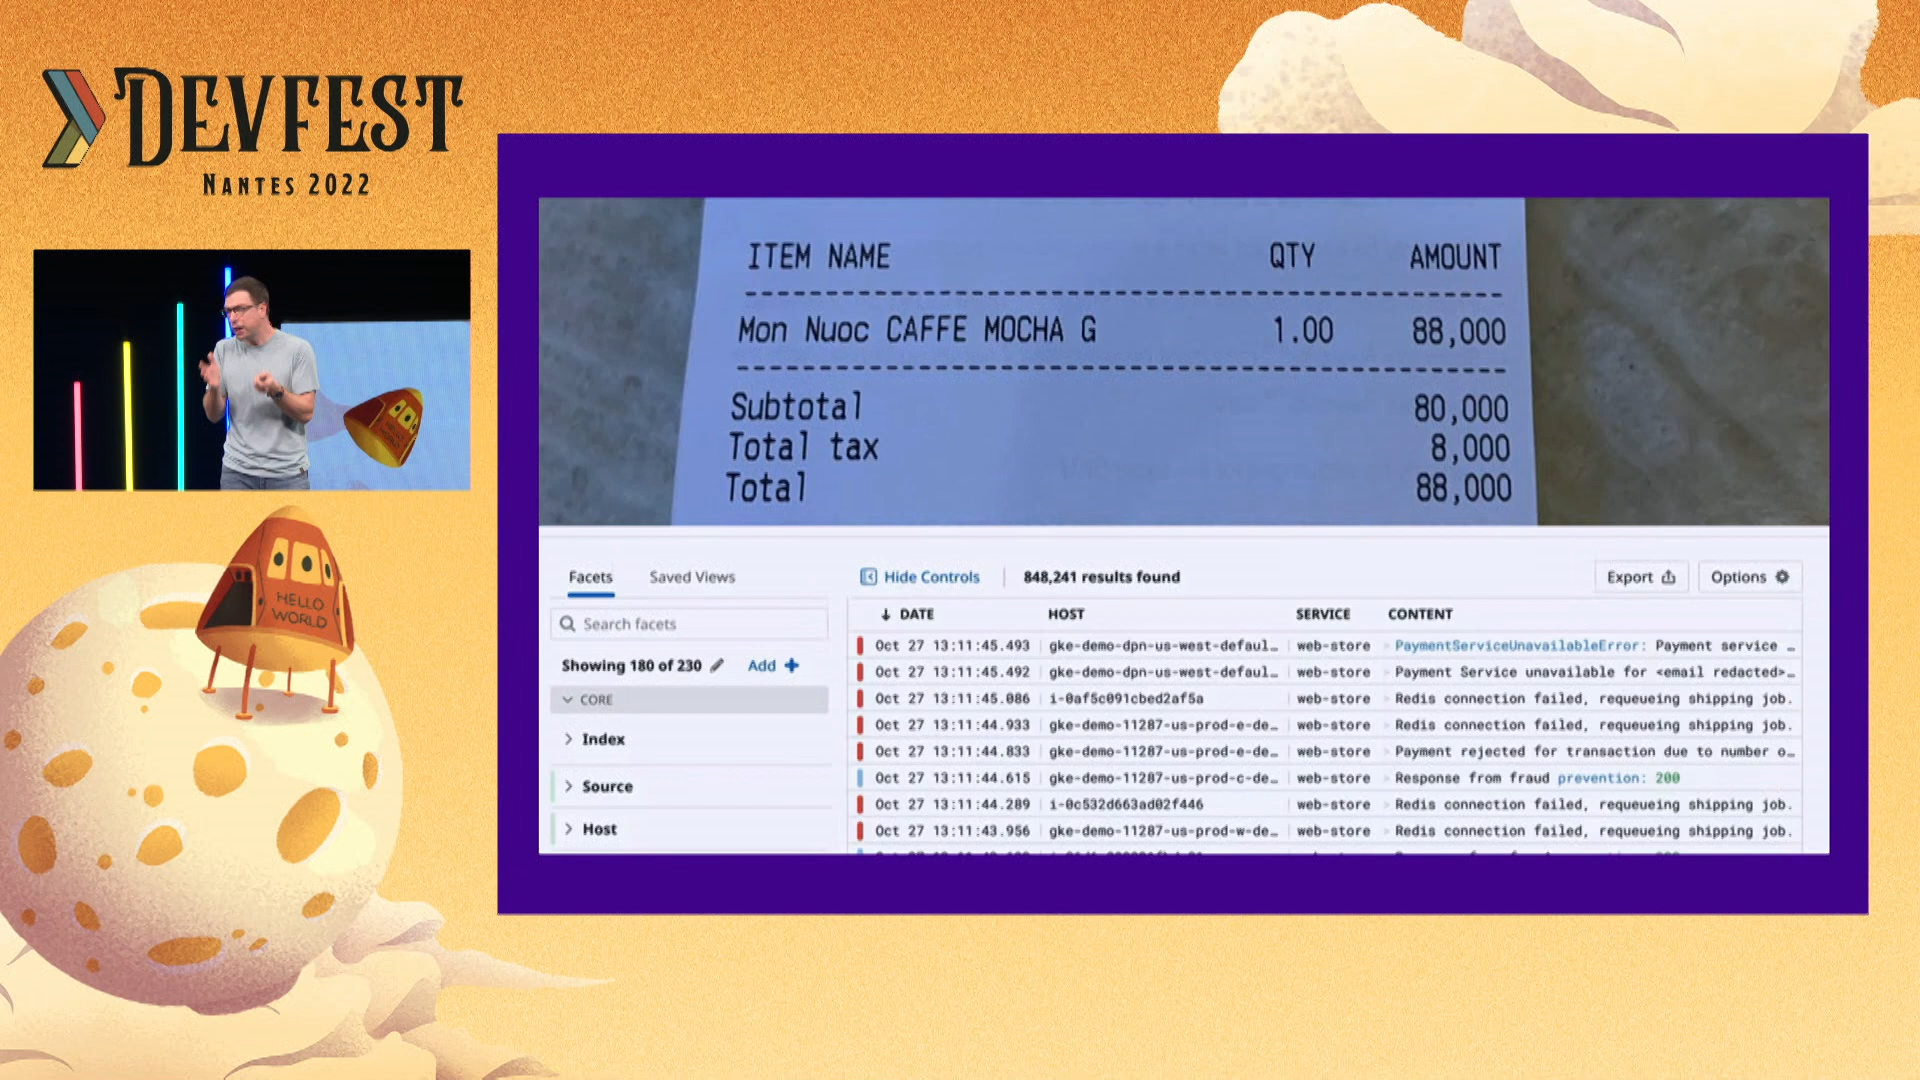 DEVFEST
NANTES 2022
HELLO
WORLD
HELLO
WORLD
ITEM NAME QTY AMOUNT
Mon Nuoc CAFFE MOCHA G 1.00 88,000
Subtotal 80,000
Total tax 8,000
Total 88,000
Facets Saved Views Hide Controls 848,241 results found Export Options
Search facets
Showing 180 of 230 Add
CORE
Index
Source
Host
DATE HOST SERVICE CONTENT
Oct 27 13:11:45.493 gke-demo-dpn-us-west-defaul… web-store PaymentServiceUnavailableError: Payment service …
Oct 27 13:11:45.492 gke-demo-dpn-us-west-defaul… web-store Payment Service unavailable for <email redacted>…
Oct 27 13:11:45.086 i-0af5c091cbed2af5a web-store Redis connection failed, requeueing shipping job.
Oct 27 13:11:44.933 gke-demo-11287-us-prod-e-de… web-store Redis connection failed, requeueing shipping job.
Oct 27 13:11:44.833 gke-demo-11287-us-prod-e-de… web-store Payment rejected for transaction due to number o…
Oct 27 13:11:44.615 gke-demo-11287-us-prod-c-de… web-store Response from fraud prevention: 200
Oct 27 13:11:44.289 i-0c532d663ad02f446 web-store Redis connection failed, requeueing shipping job.
Oct 27 13:11:43.956 gke-demo-11287-us-prod-w-de… web-store Redis connection failed, requeueing shipping job.